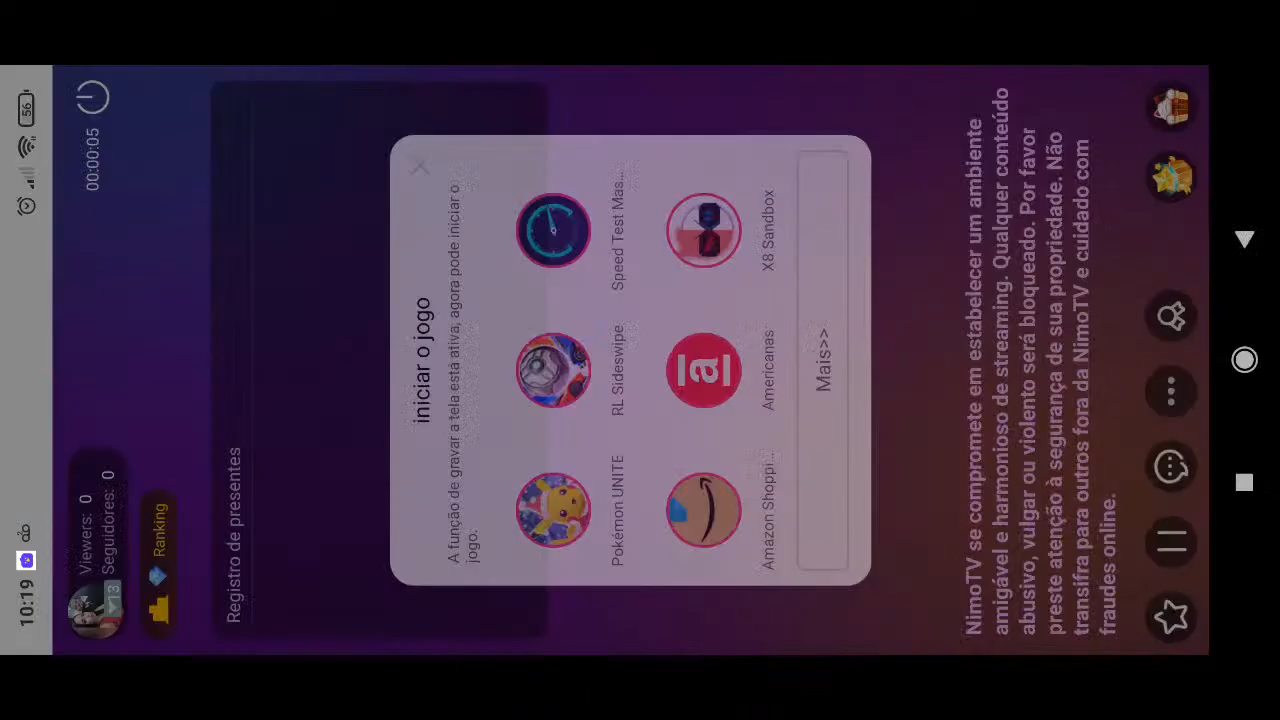 10:19
56
Viewers: 0
Seguidores: 0
13
00:00:05
Ranking
Registro de presentes
iniciar o jogo
A função de gravar a tela está ativa, agora pode iniciar o
jogo.
Pokémon UNITE
RL Sideswipe
Speed Test Mas...
Amazon Shoppi...
Americanas
X8 Sandbox
Mais>>
NimoTV se compromete em estabelecer um ambiente
amigável e harmonioso de streaming. Qualquer conteúdo
abusivo, vulgar ou violento será bloqueado. Por favor
preste atenção à segurança de sua propriedade. Não
transifra para outros fora da NimoTV e cuidado com
fraudes online.